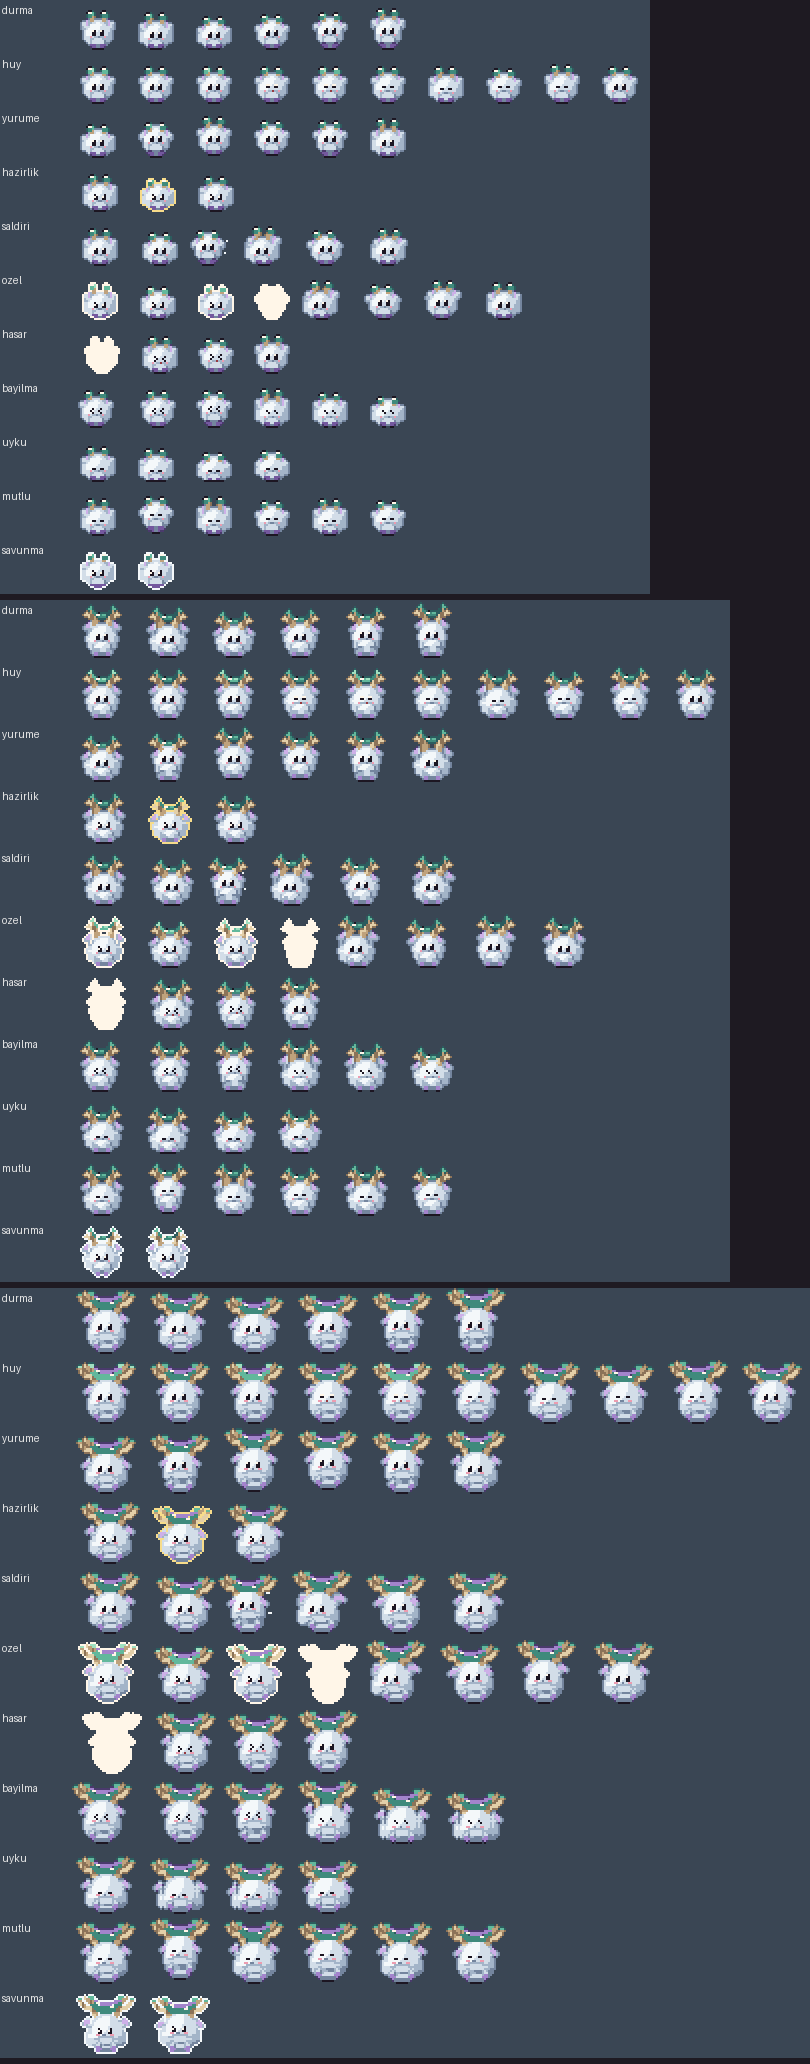 durma
huy
yurume
hazirlik
saldiri
ozel
hasar
bayilma
uyku
mutlu
savunma
durma
huy
yurume
hazirlik
saldiri
ozel
hasar
bayilma
uyku
mutlu
savunma
durma
huy
yurume
hazirlik
saldiri
ozel
hasar
bayilma
uyku
mutlu
savunma